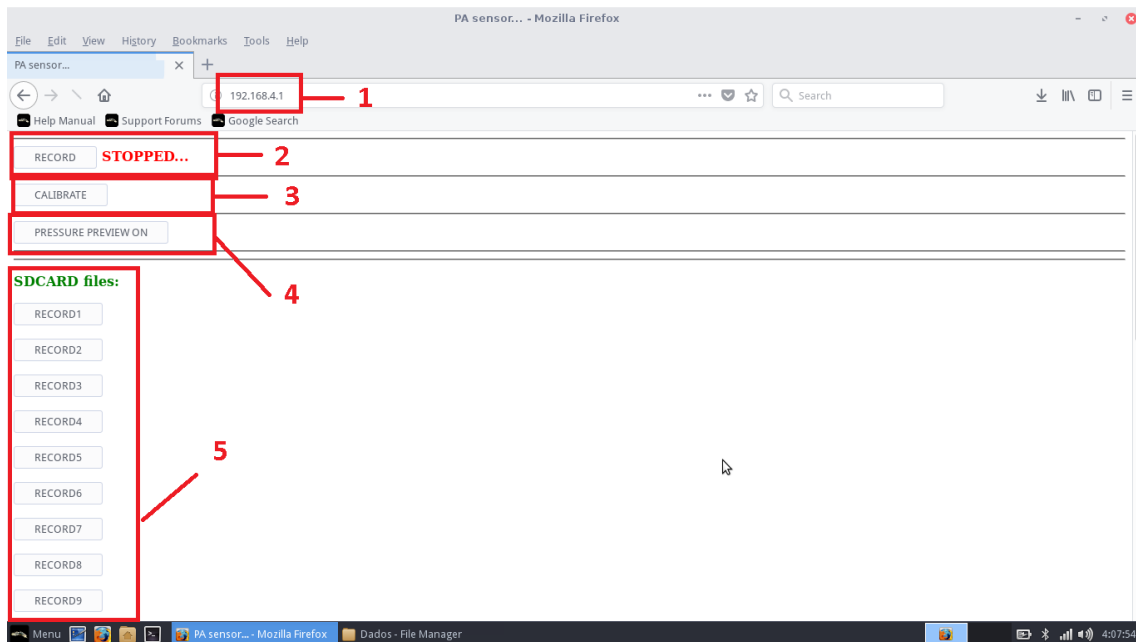 PA sensor... - Mozilla Firefox
File Edit View History Bookmarks Tools Help
PA sensor...
192.168.4.1 1 Search
Help Manual Support Forums Google Search
RECORD STOPPED... 2
CALIBRATE 3
PRESSURE PREVIEW ON
4
SDCARD files:
RECORD1
RECORD2
RECORD3
RECORD4
5
RECORD5
RECORD6
RECORD7
RECORD8
RECORD9
Menu PA sensor... - Mozilla Firefox Dados - File Manager 4:07:54